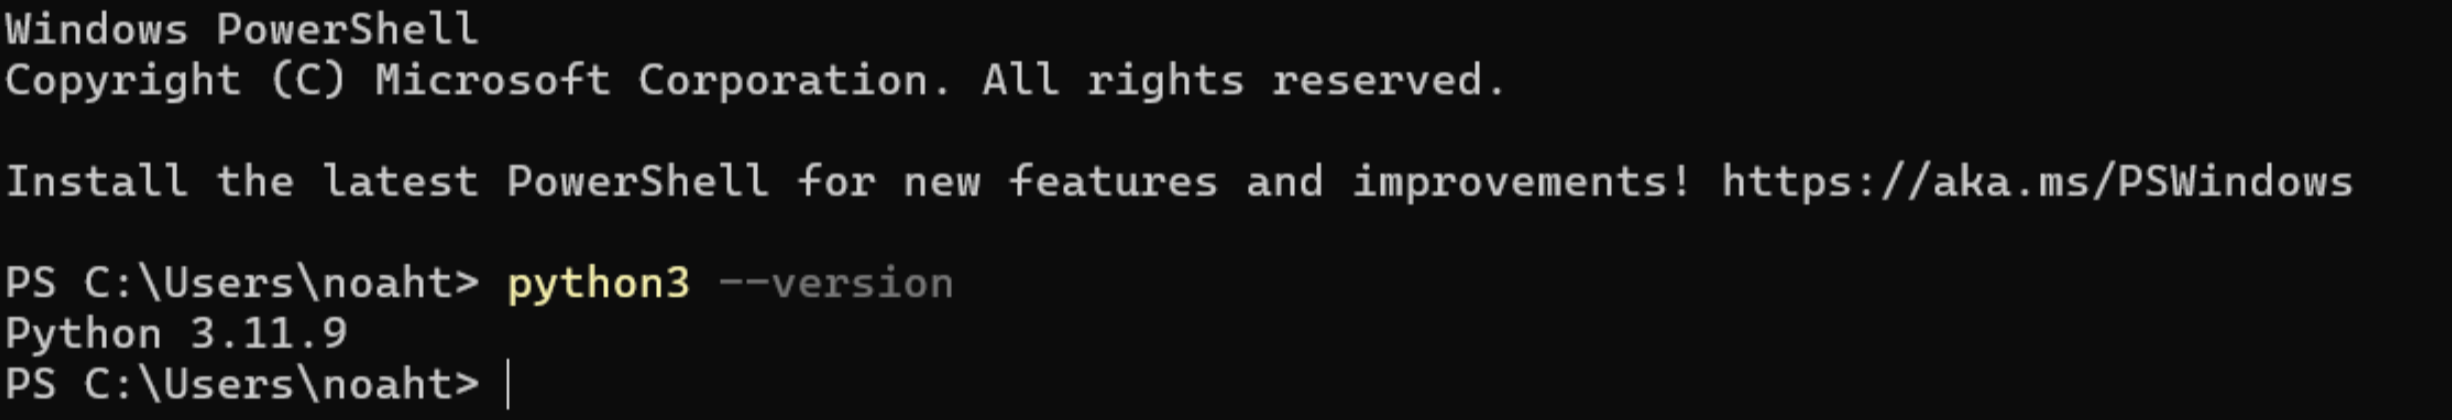 Windows PowerShell
Copyright (C) Microsoft Corporation. All rights reserved.
Install the latest PowerShell for new features and improvements! https://aka.ms/PSWindows
PS C:\Users\noaht> python3 --version
Python 3.11.9
PS C:\Users\noaht>